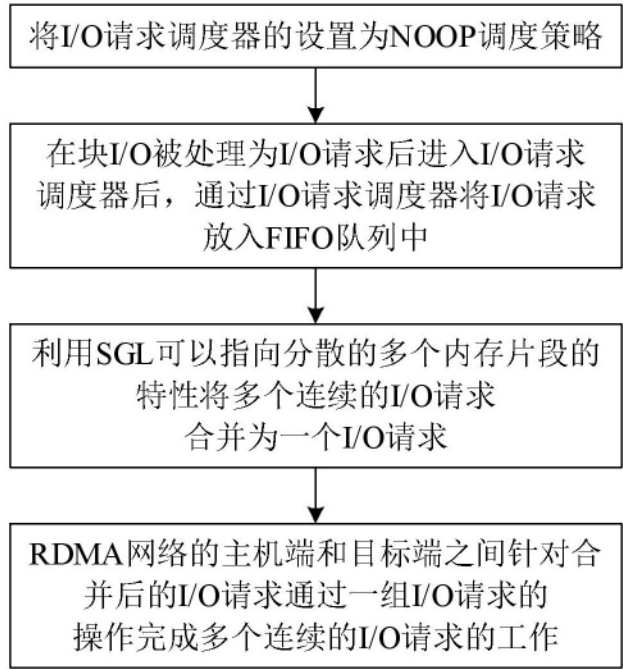 将I/O请求调度器的设置为NOOP调度策略
在块I/O被处理为I/O请求后进入I/O请求
调度器后，通过I/O请求调度器将I/O请求
放入FIFO队列中
利用SGL可以指向分散的多个内存片段的
特性将多个连续的I/O请求
合并为一个I/O请求
RDMA网络的主机端和目标端之间针对合
并后的I/O请求通过一组I/O请求的
操作完成多个连续的I/O请求的工作